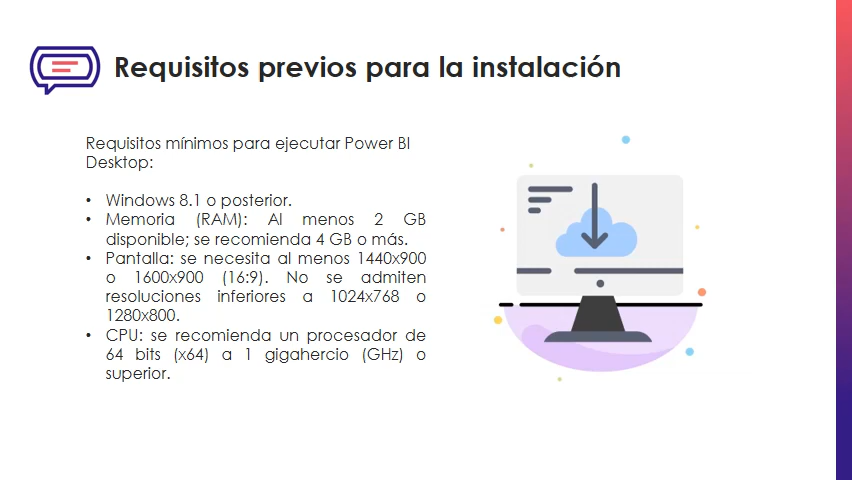 Requisitos previos para la instalación
Requisitos mínimos para ejecutar Power BI
Desktop:
• Windows 8.1 o posterior.
• Memoria (RAM): Al menos 2 GB
disponible; se recomienda 4 GB o más.
• Pantalla: se necesita al menos 1440x900
o 1600x900 (16:9). No se admiten
resoluciones inferiores a 1024x768 o
1280x800.
• CPU: se recomienda un procesador de
64 bits (x64) a 1 gigahercio (GHz) o
superior.